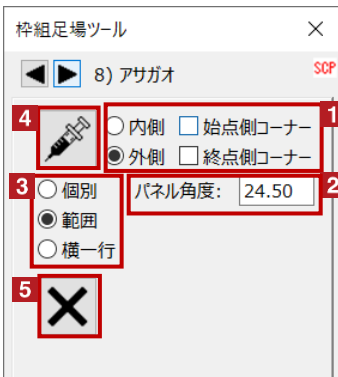 枠組足場ツール
8) アサガオ SCP
4 内側 始点側コーナー 1
外側 終点側コーナー
3 個別 パネル角度: 24.50 2
範囲
横一行
5